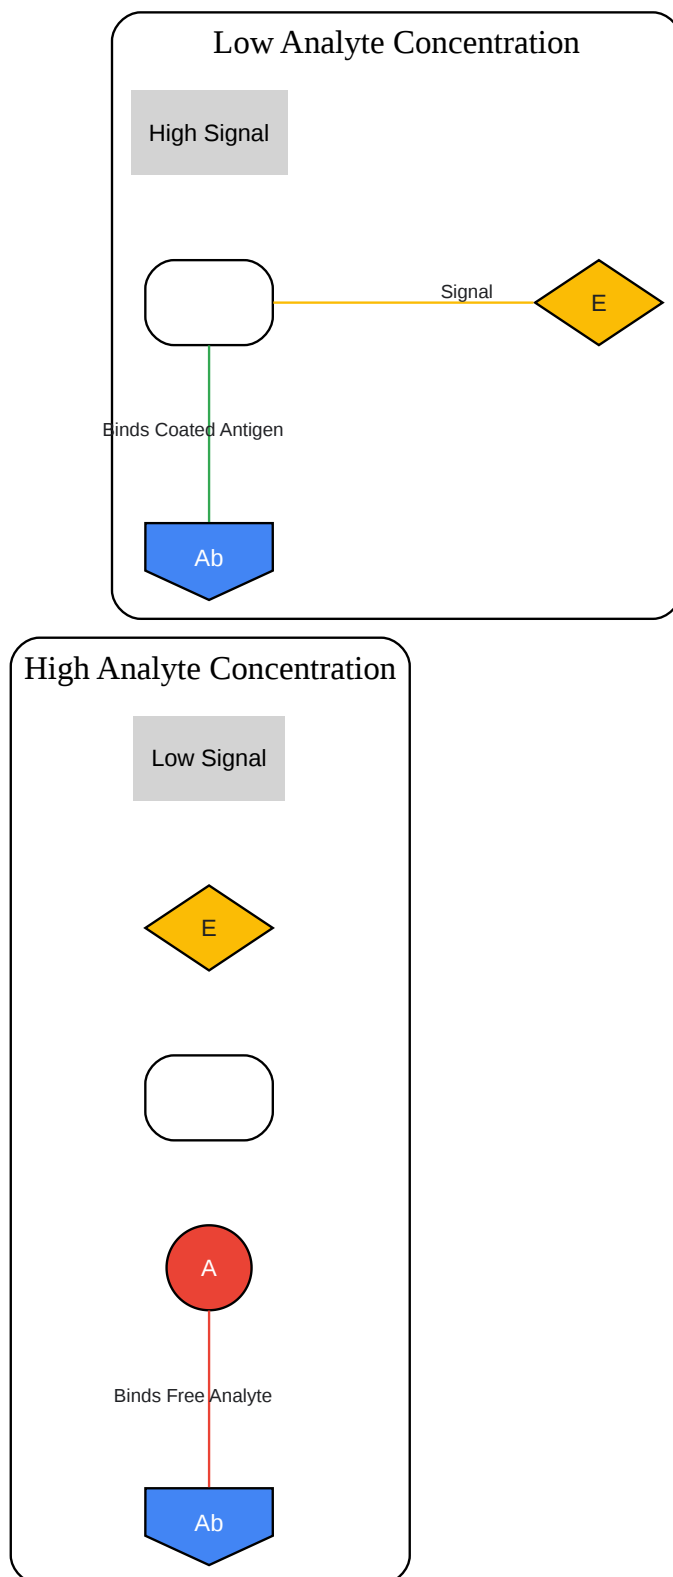 Low Analyte Concentration
High Signal
Signal
E
Binds Coated Antigen
Ab
High Analyte Concentration
Low Signal
E
A
Binds Free Analyte
Ab